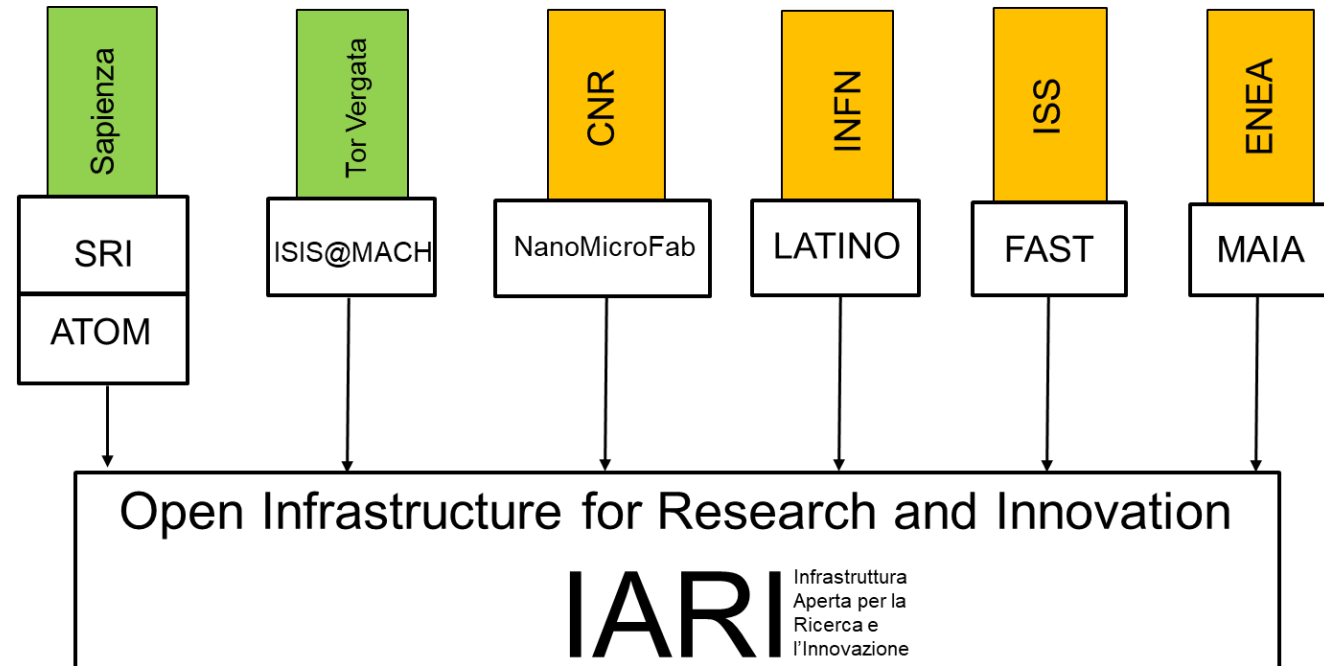 Sapienza
Tor Vergata
CNR
INFN
ISS
ENEA
SRI
ISIS@MACH
NanoMicroFab
LATINO
FAST
MAIA
ATOM
Open Infrastructure for Research and Innovation
IARI
Infrastruttura
Aperta per la
Ricerca e
l'Innovazione